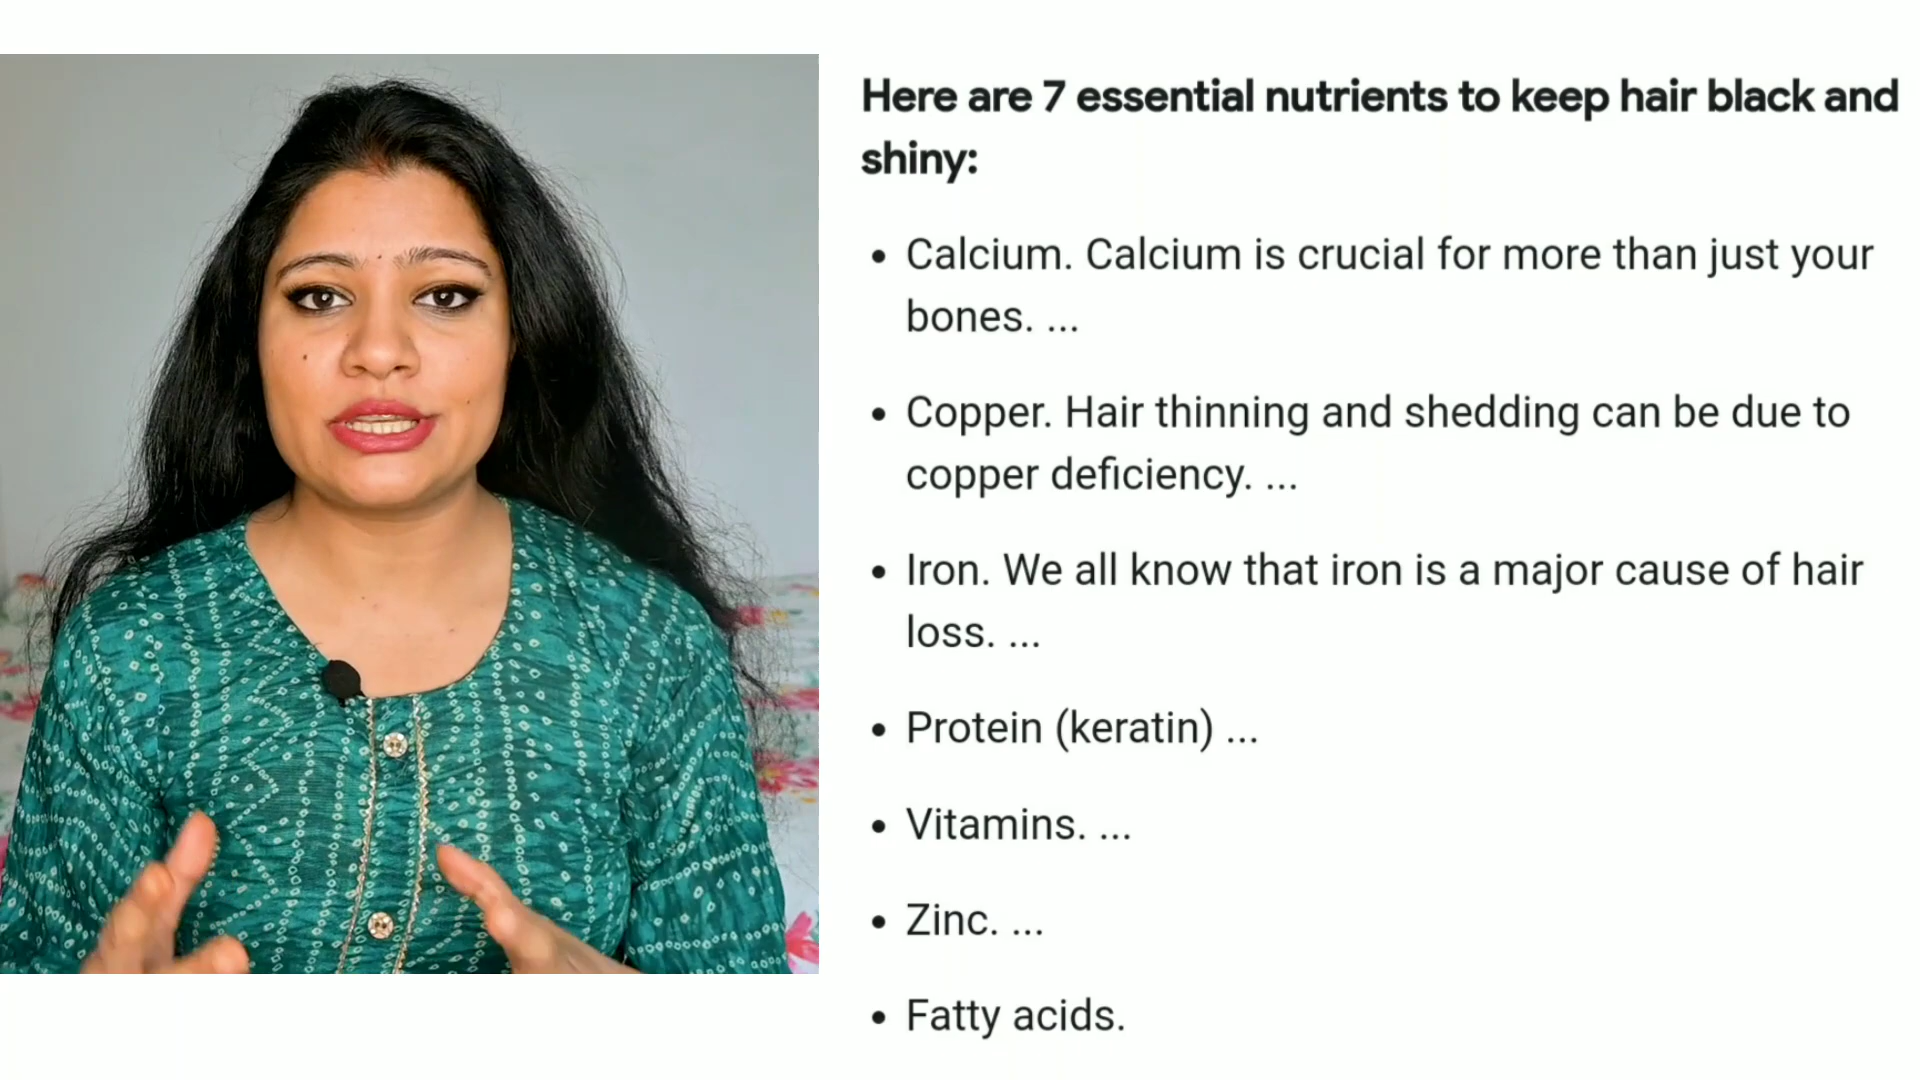 Here are 7 essential nutrients to keep hair black and
shiny:
• Calcium. Calcium is crucial for more than just your
bones. ...
• Copper. Hair thinning and shedding can be due to
copper deficiency. ...
• Iron. We all know that iron is a major cause of hair
loss. ...
• Protein (keratin) ...
• Vitamins. ...
• Zinc. ...
• Fatty acids.